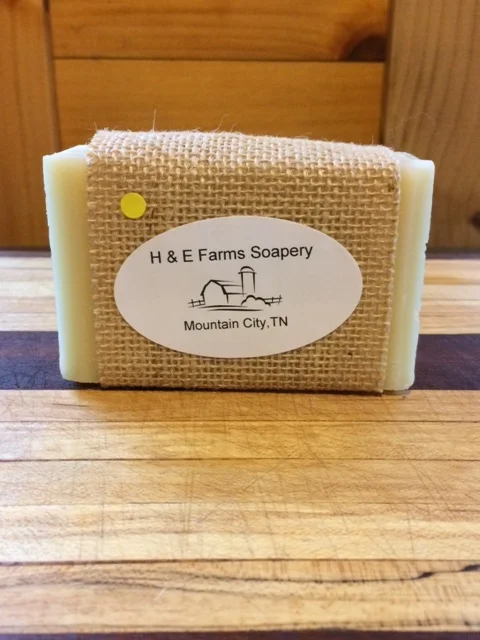 H & E Farms Soapery
Mountain City,TN